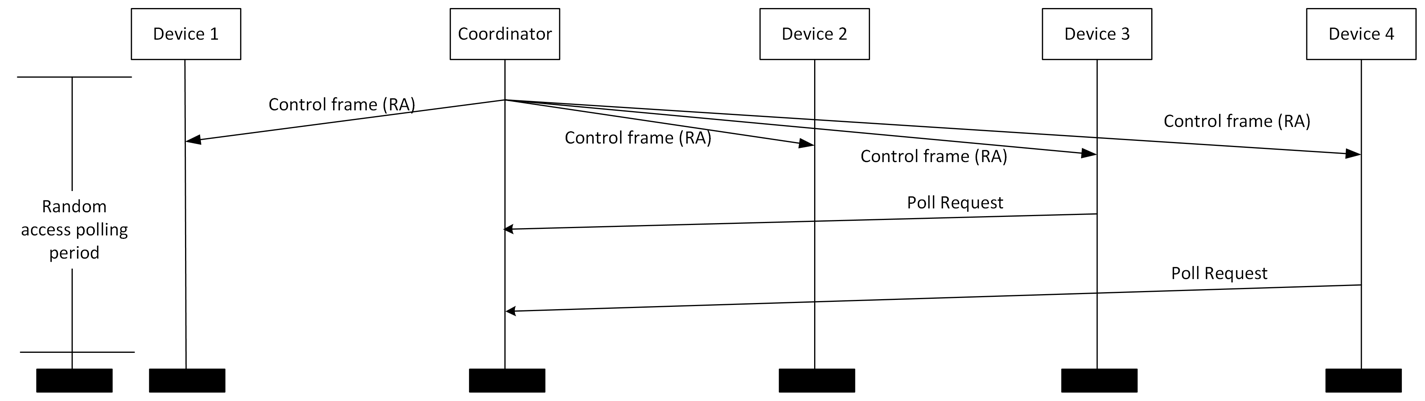 Device 1
Coordinator
Device 2
Device 3
Device 4
Control frame (RA)
Control frame (RA)
Control frame (RA)
Control frame (RA)
Random
access polling
period
Poll Request
Poll Request